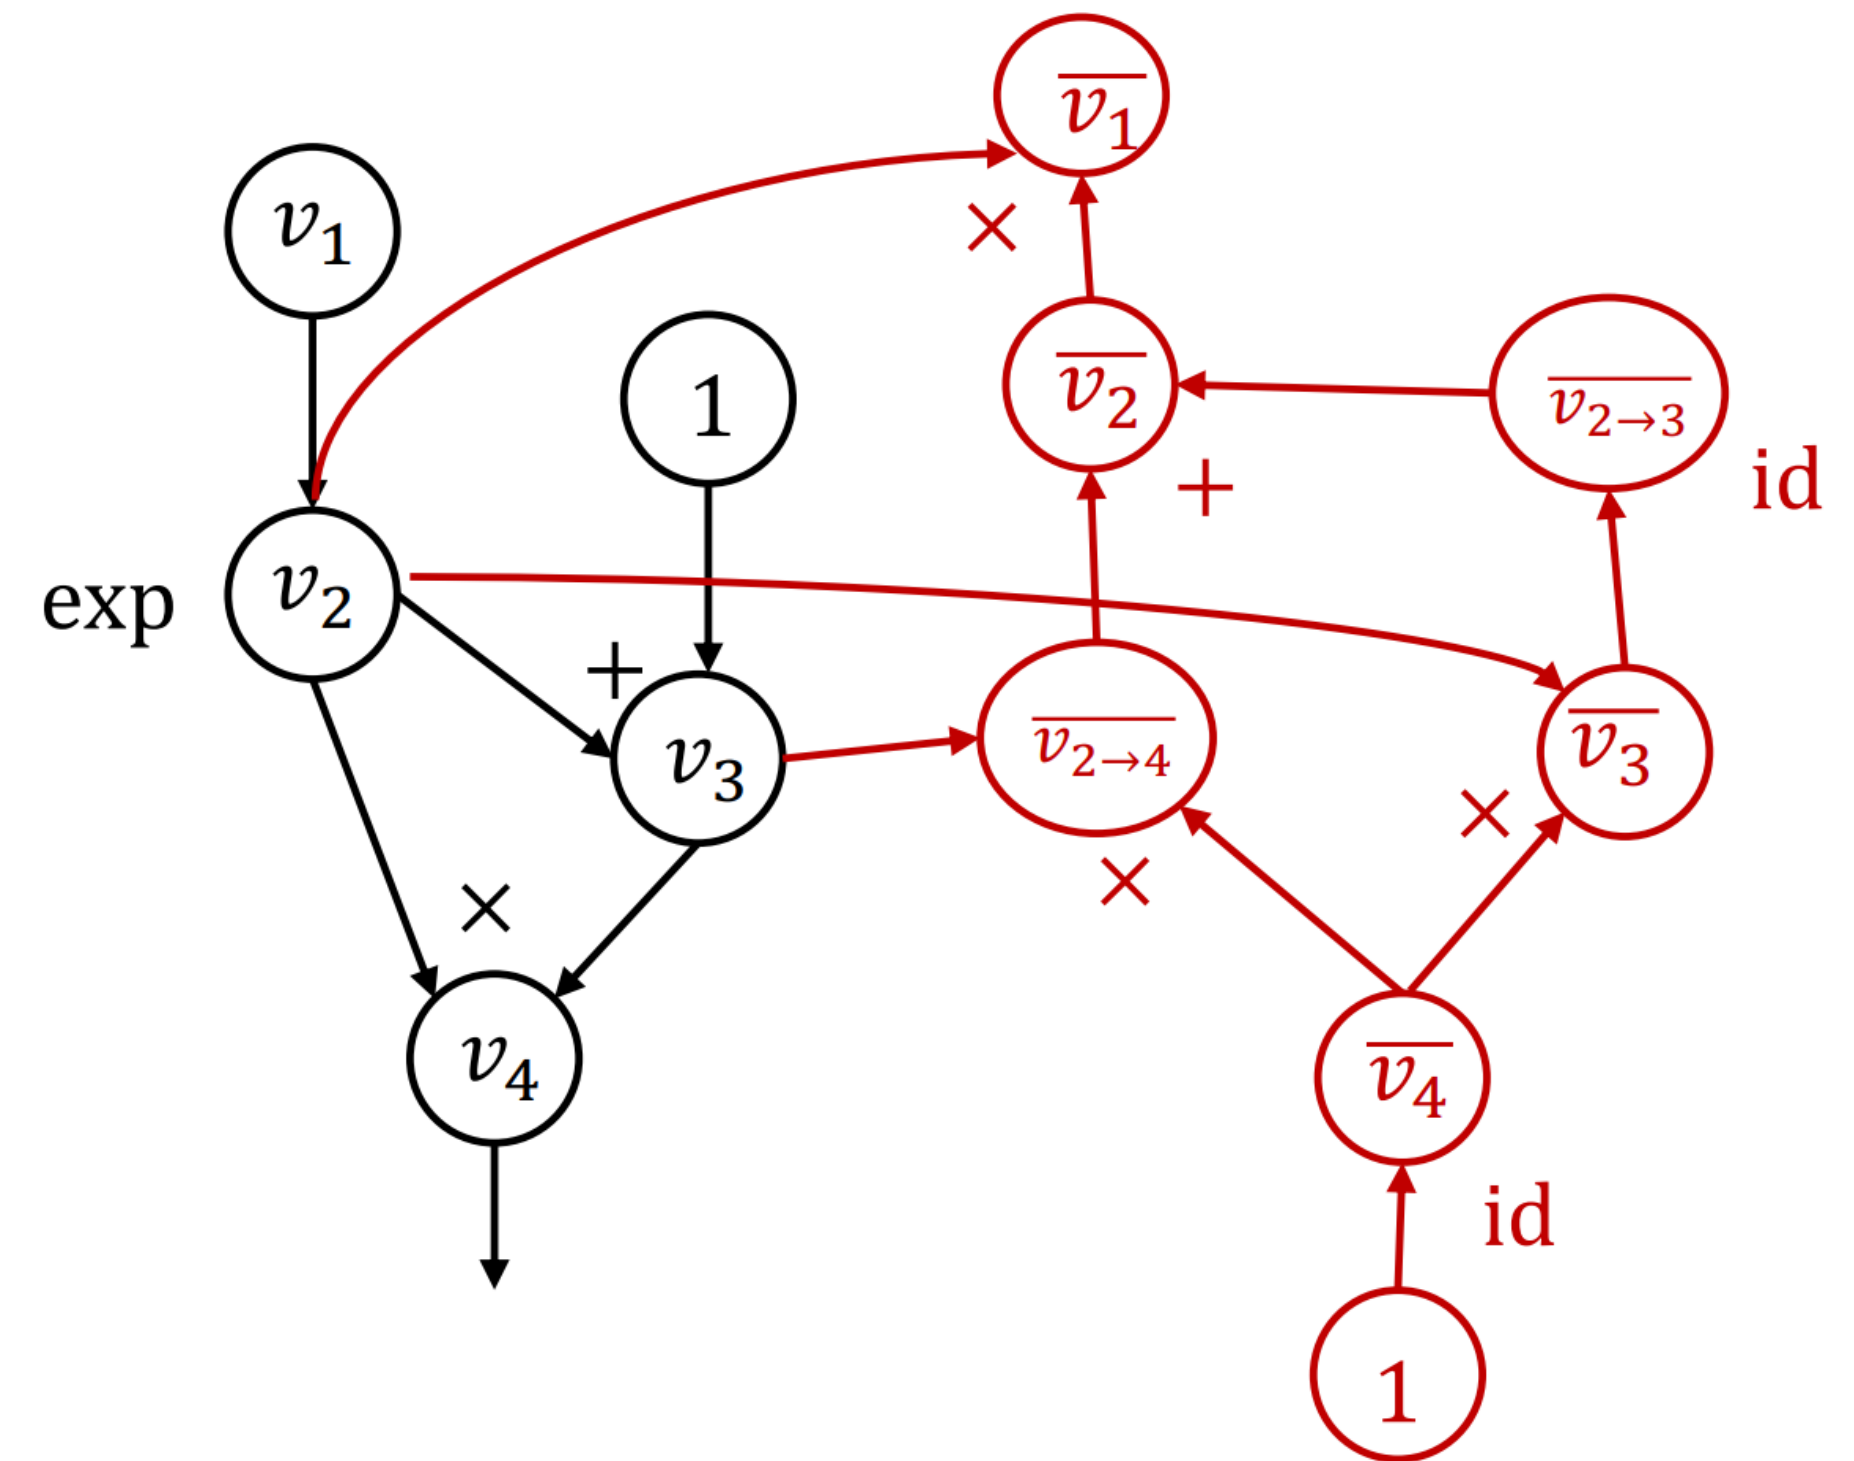 v̅₁
v₁
×
1
v̅₂
v̅₂→₃
+
id
exp
v₂
+
v₃
v̅₂→₄
v̅₃
×
×
×
v₄
v̅₄
id
1